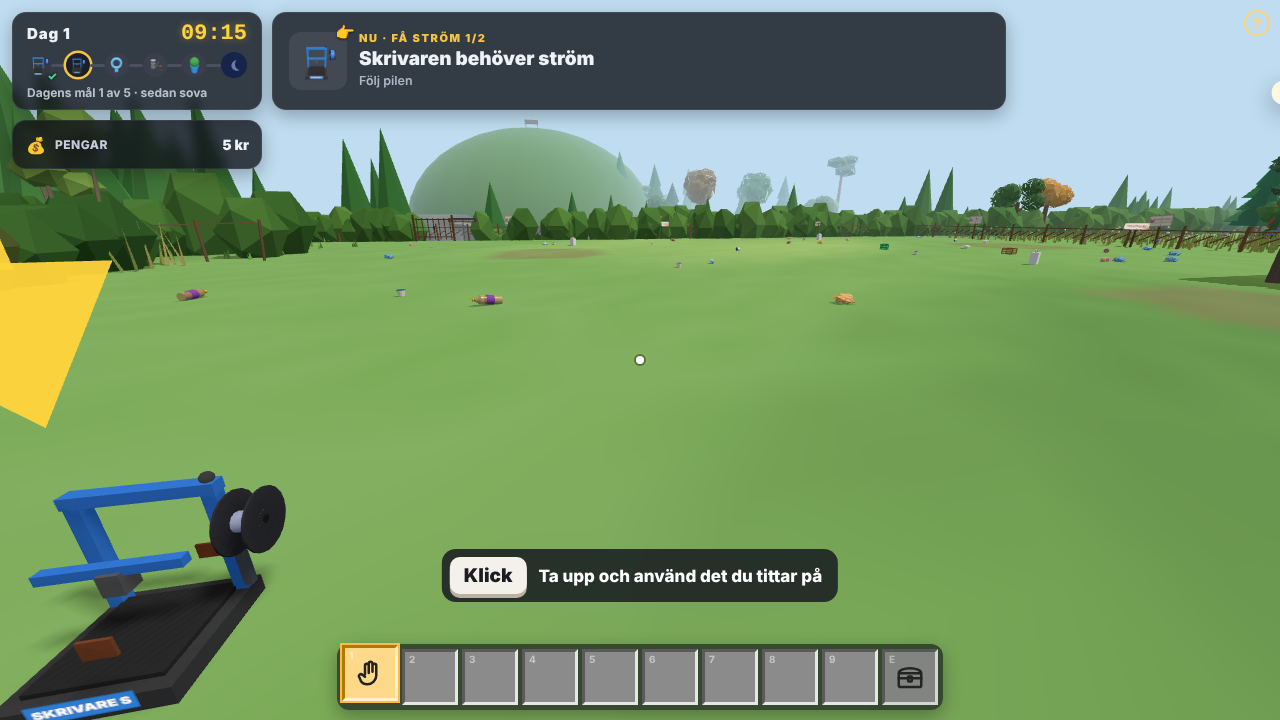 Dag 1
09:15
Dagens mål 1 av 5 · sedan sova
PENGAR
5 kr
NU · FÅ STRÖM 1/2
Skrivaren behöver ström
Följ pilen
?
SKRIVARE S
Klick
Ta upp och använd det du tittar på
1
2
3
4
5
6
7
8
9
E